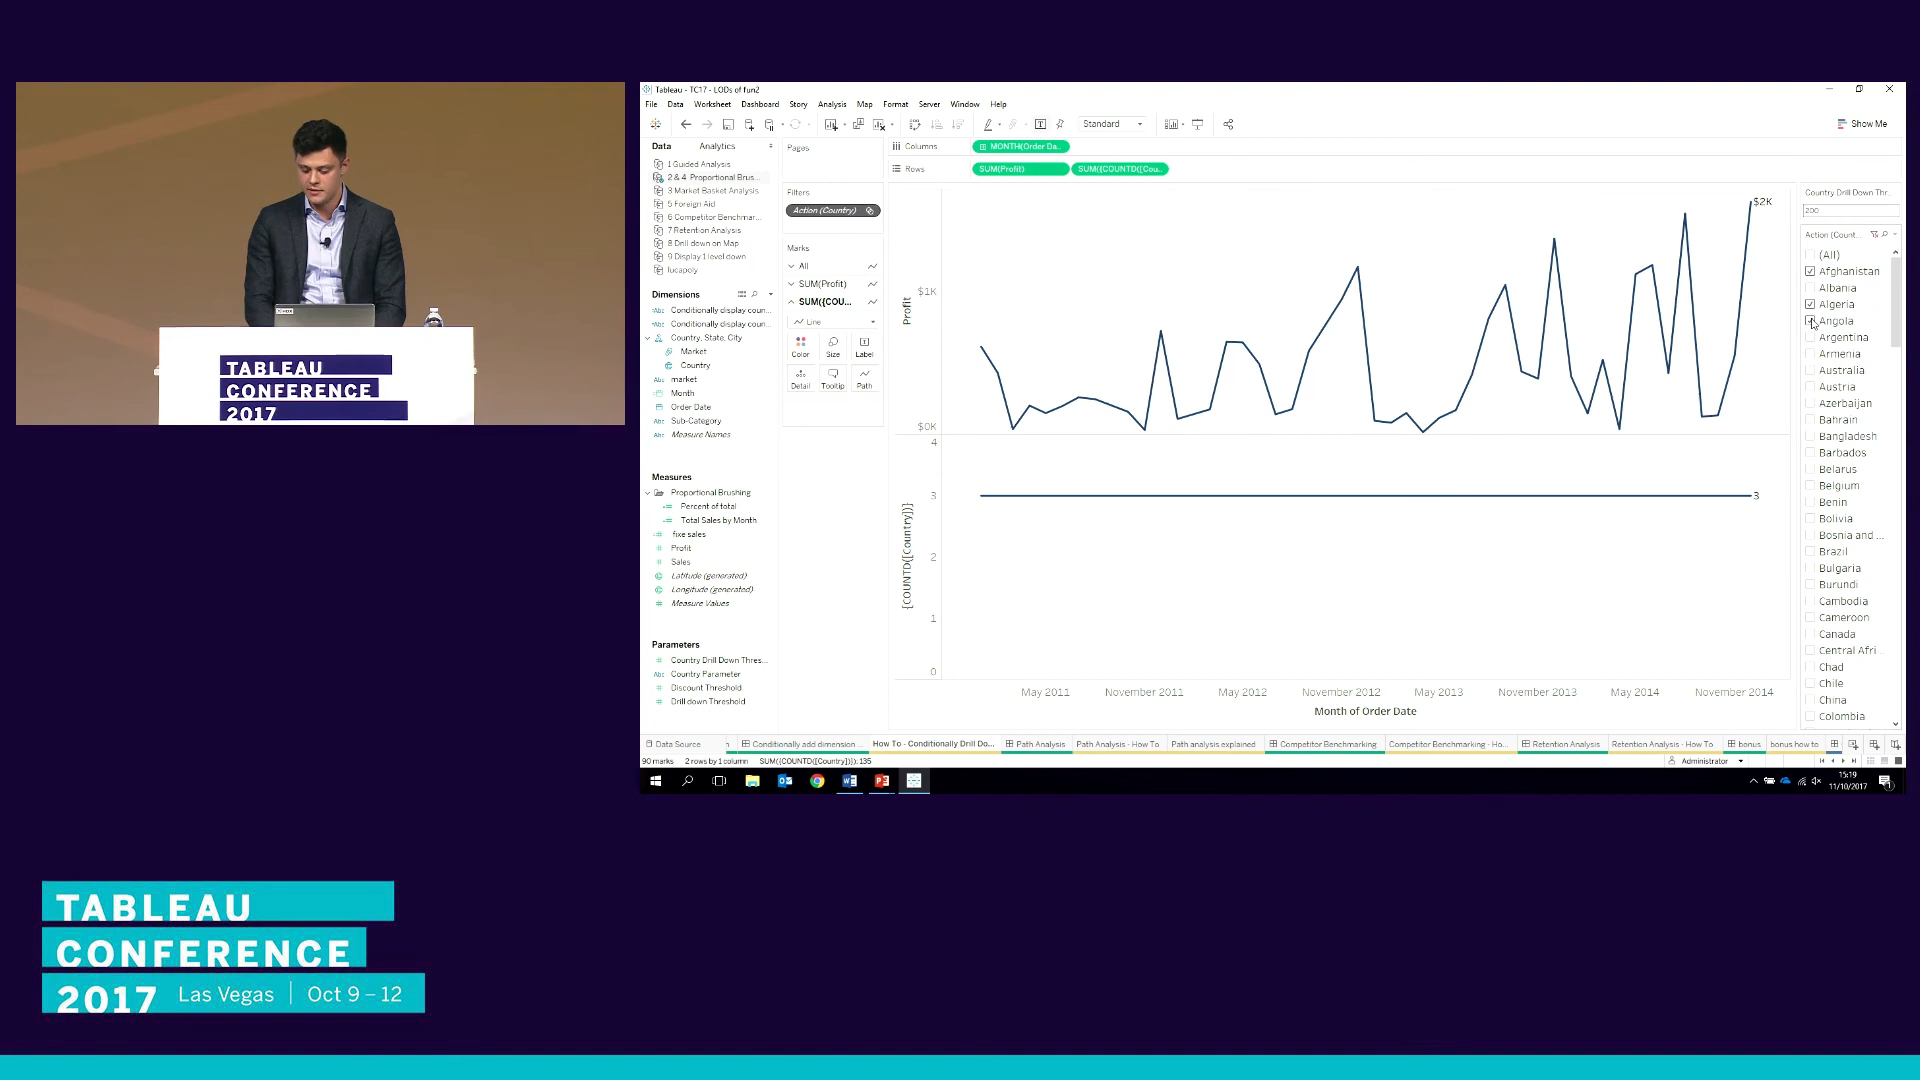 TABLEAU
CONFERENCE
2017
Tableau - TC17 - LODs of fun2
File Data Worksheet Dashboard Story Analysis Map Format Server Window Help
Standard
Show Me
Data Analytics
1 Guided Analysis
2 & 4 Proportional Brus...
3 Market Basket Analysis
5 Foreign Aid
6 Competitor Benchmar...
7 Retention Analysis
8 Drill down on Map
9 Display 1 level down
lucapoly
Dimensions
Conditionally display coun...
Conditionally display coun...
Country, State, City
Market
Country
Abc market
Month
Order Date
Abc Sub-Category
Abc Measure Names
Measures
Proportional Brushing
Percent of total
Total Sales by Month
fixe sales
Profit
Sales
Latitude (generated)
Longitude (generated)
Measure Values
Parameters
Country Drill Down Thres...
Abc Country Parameter
Discount Threshold
Drill down Threshold
Pages
Filters
Action (Country)
Marks
All
SUM(Profit)
SUM({COU...
Line
Color Size Label
Detail Tooltip Path
Columns MONTH(Order Da..
Rows SUM(Profit) SUM({COUNTD([Cou..
$2K
$1K
$0K
Profit
4
3
2
1
0
3
{COUNTD([Country])}
May 2011 November 2011 May 2012 November 2012 May 2013 November 2013 May 2014 November 2014
Month of Order Date
Country Drill Down Thr...
200
Action (Count...
(All)
Afghanistan
Albania
Algeria
Angola
Argentina
Armenia
Australia
Austria
Azerbaijan
Bahrain
Bangladesh
Barbados
Belarus
Belgium
Benin
Bolivia
Bosnia and ...
Brazil
Bulgaria
Burundi
Cambodia
Cameroon
Canada
Central Afri...
Chad
Chile
China
Colombia
Data Source Conditionally add dimension ... How To - Conditionally Drill Do... Path Analysis Path Analysis - How To Path analysis explained Competitor Benchmarking Competitor Benchmarking - Ho... Retention Analysis Retention Analysis - How To bonus bonus how to
90 marks 2 rows by 1 column SUM({COUNTD([Country])}): 135
Administrator
15:19
11/10/2017
TABLEAU
CONFERENCE
2017 Las Vegas | Oct 9 – 12